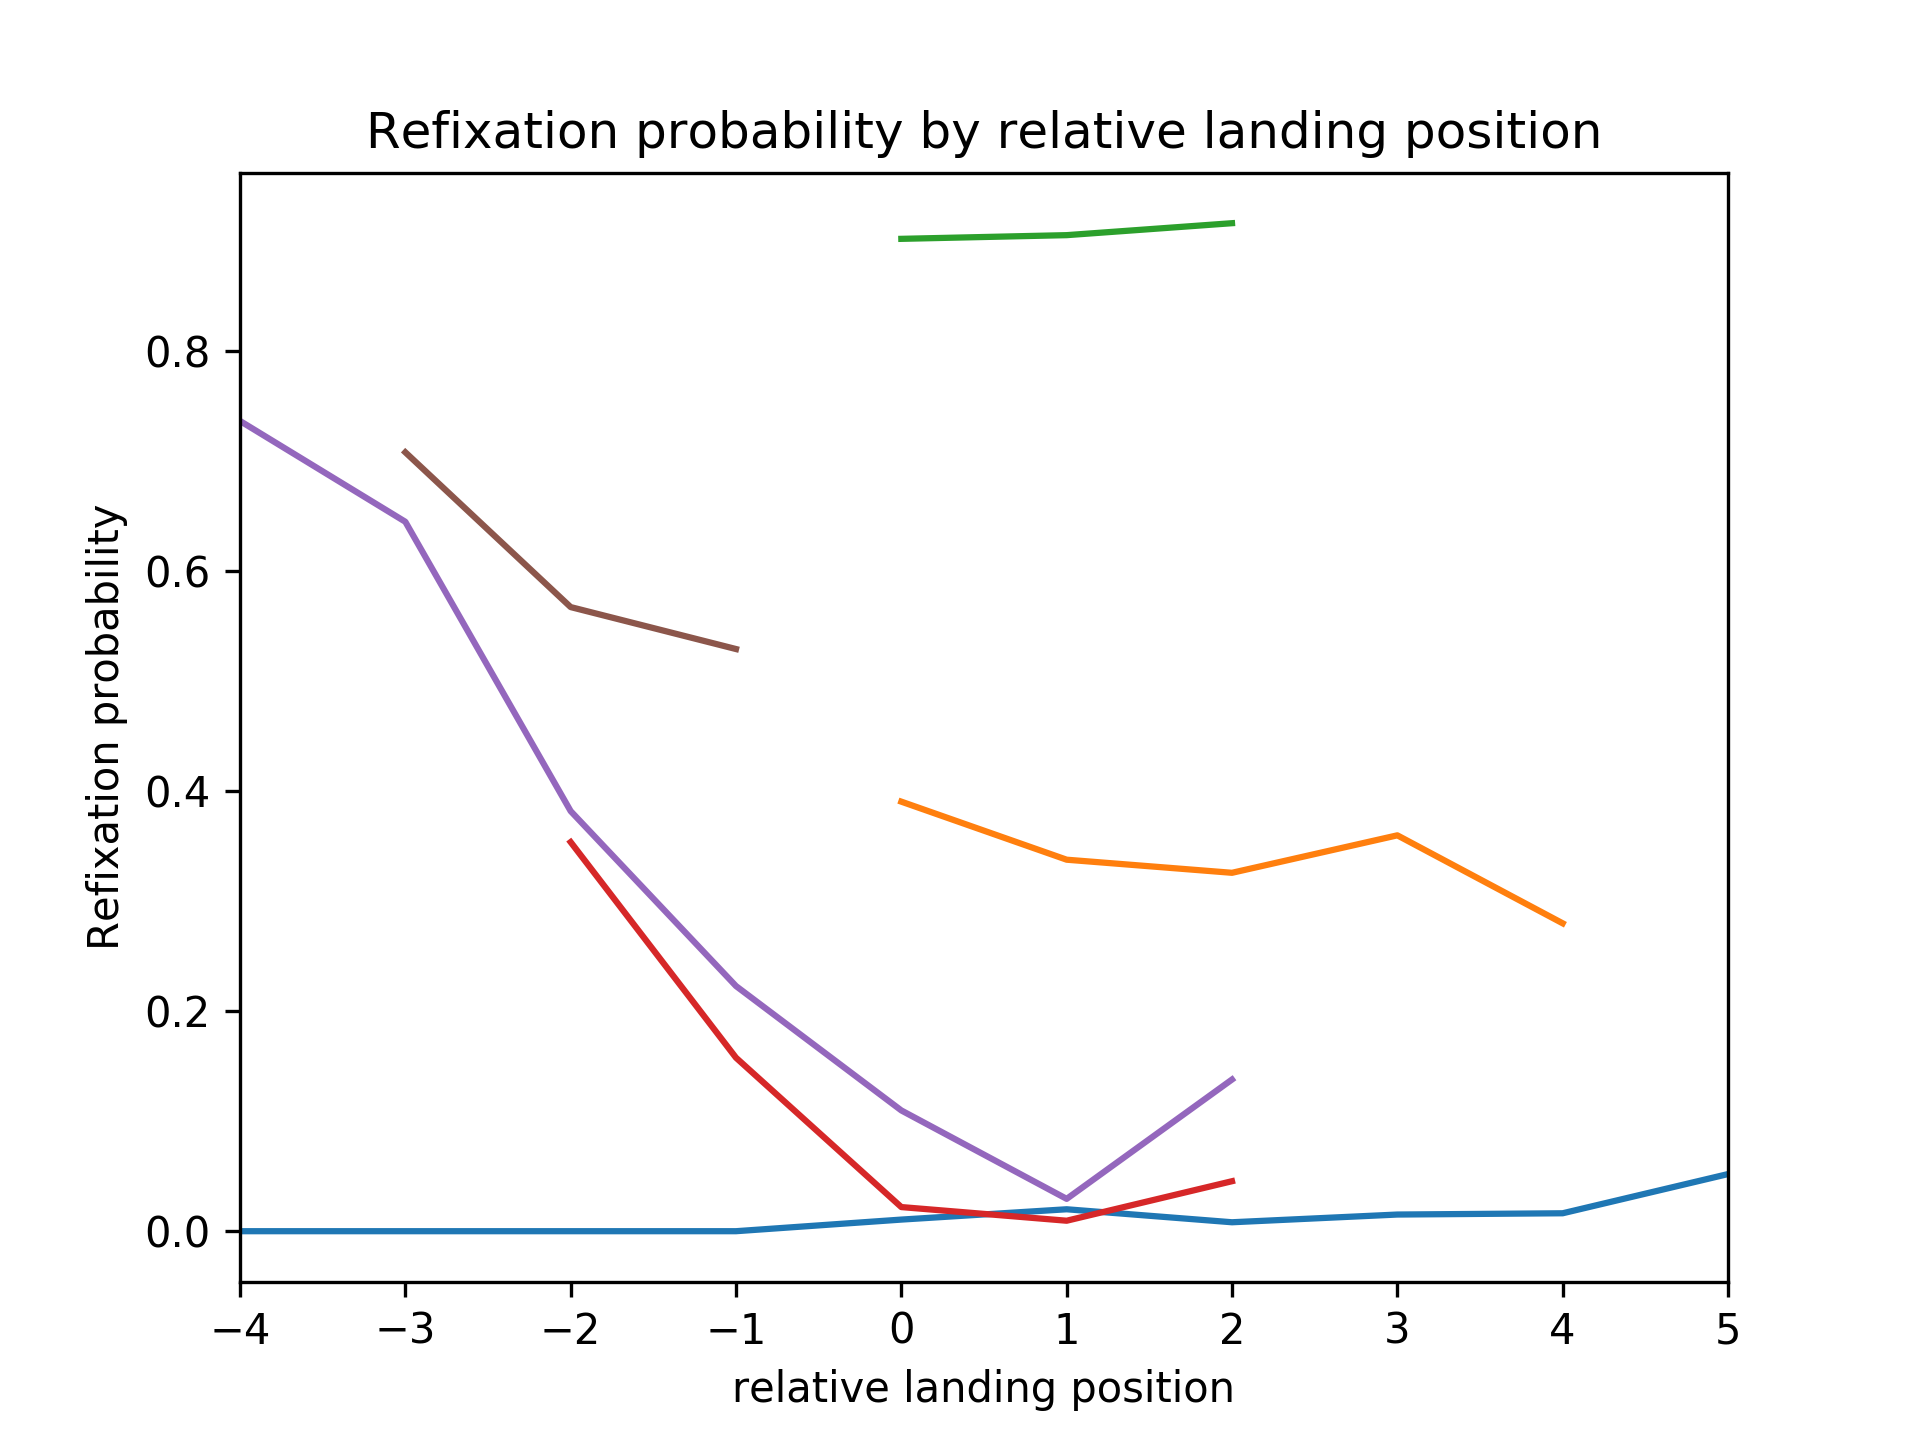 Refixation probability by relative landing position
Refixation probability
0.8
0.6
0.4
0.2
0.0
−4 −3 −2 −1 0 1 2 3 4 5
relative landing position